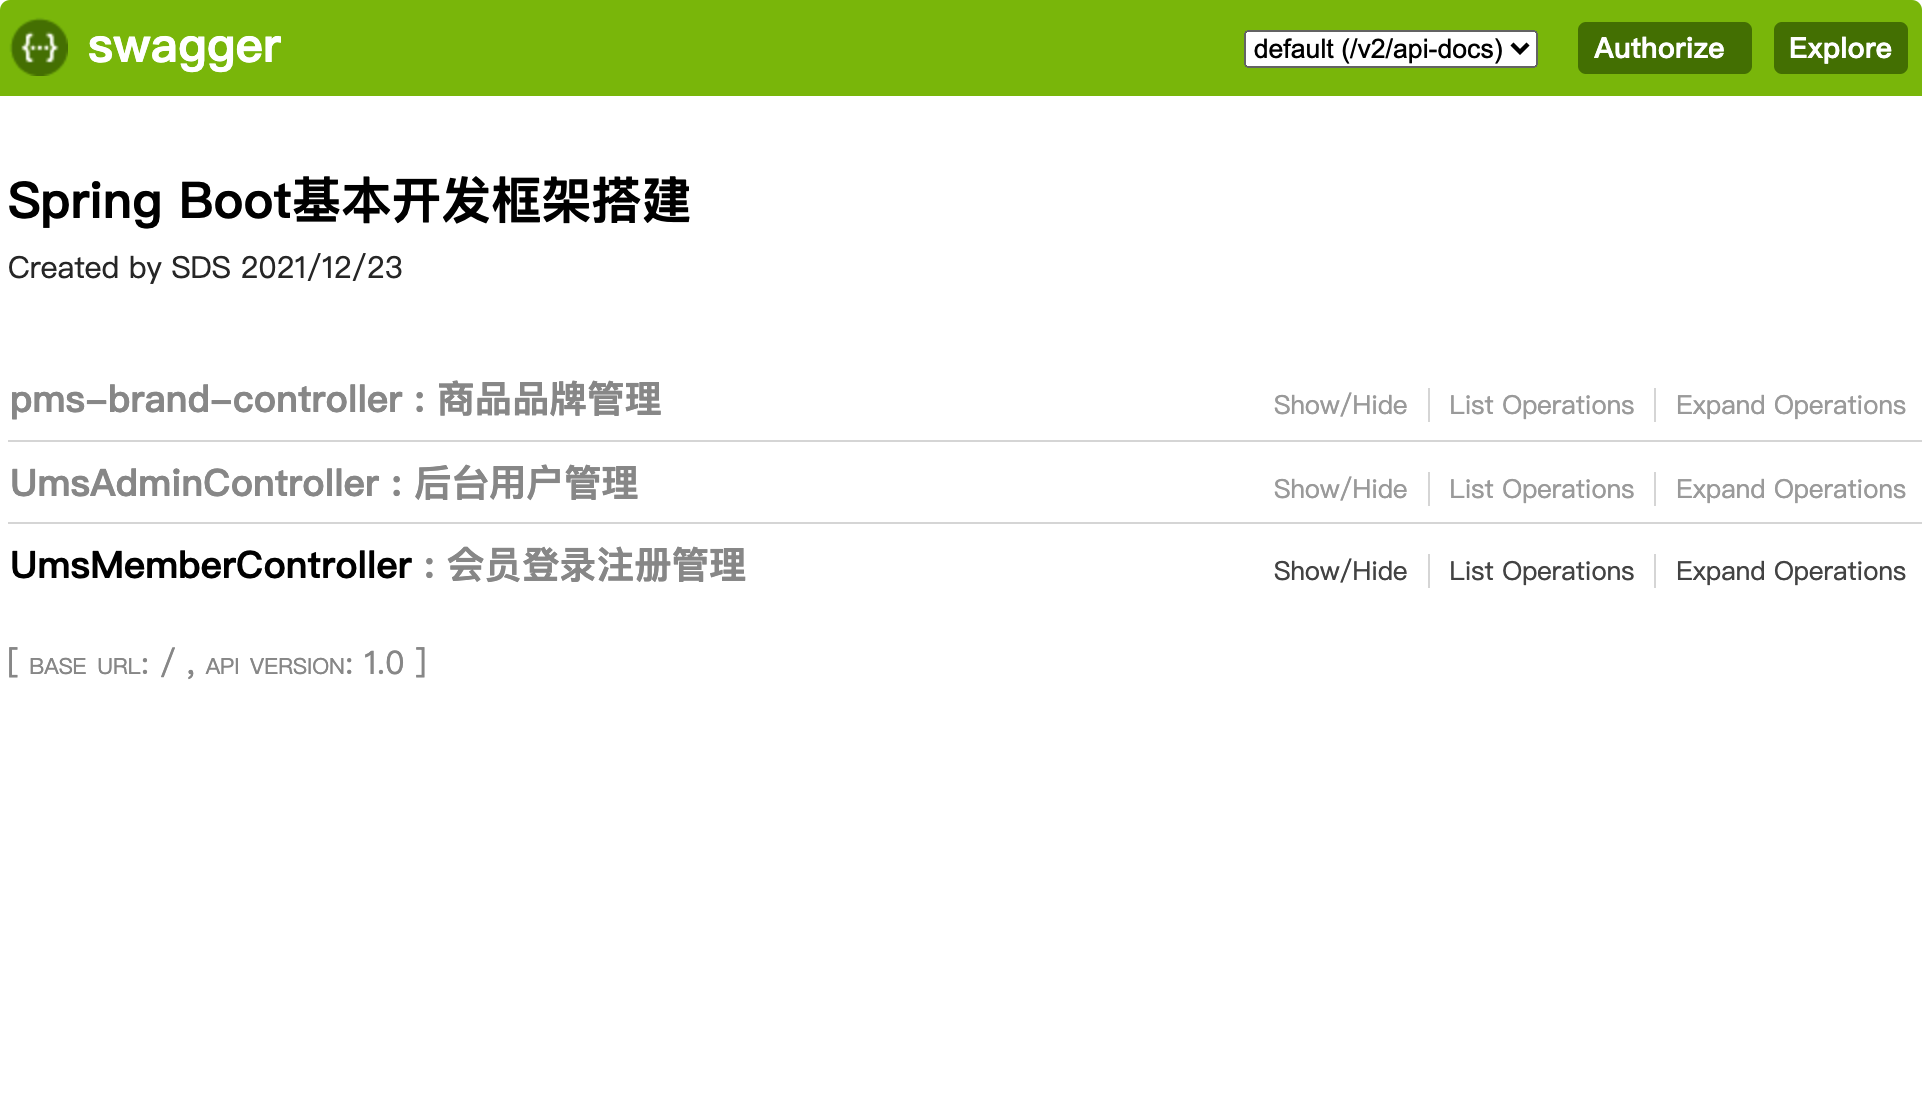 {···} swagger default (/v2/api-docs) Authorize Explore
Spring Boot基本开发框架搭建
Created by SDS 2021/12/23
pms-brand-controller : 商品品牌管理 Show/Hide List Operations Expand Operations
UmsAdminController : 后台用户管理 Show/Hide List Operations Expand Operations
UmsMemberController : 会员登录注册管理 Show/Hide List Operations Expand Operations
[ BASE URL: / , API VERSION: 1.0 ]